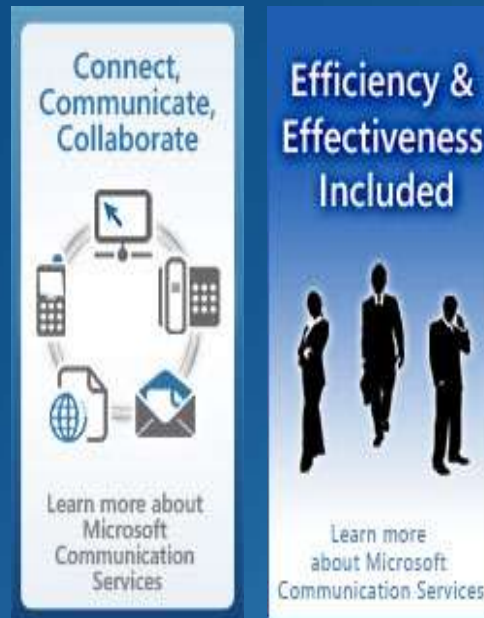 Connect,
Communicate,
Collaborate
Learn more about
Microsoft
Communication
Services
Efficiency &
Effectiveness
Included
Learn more
about Microsoft
Communication Services